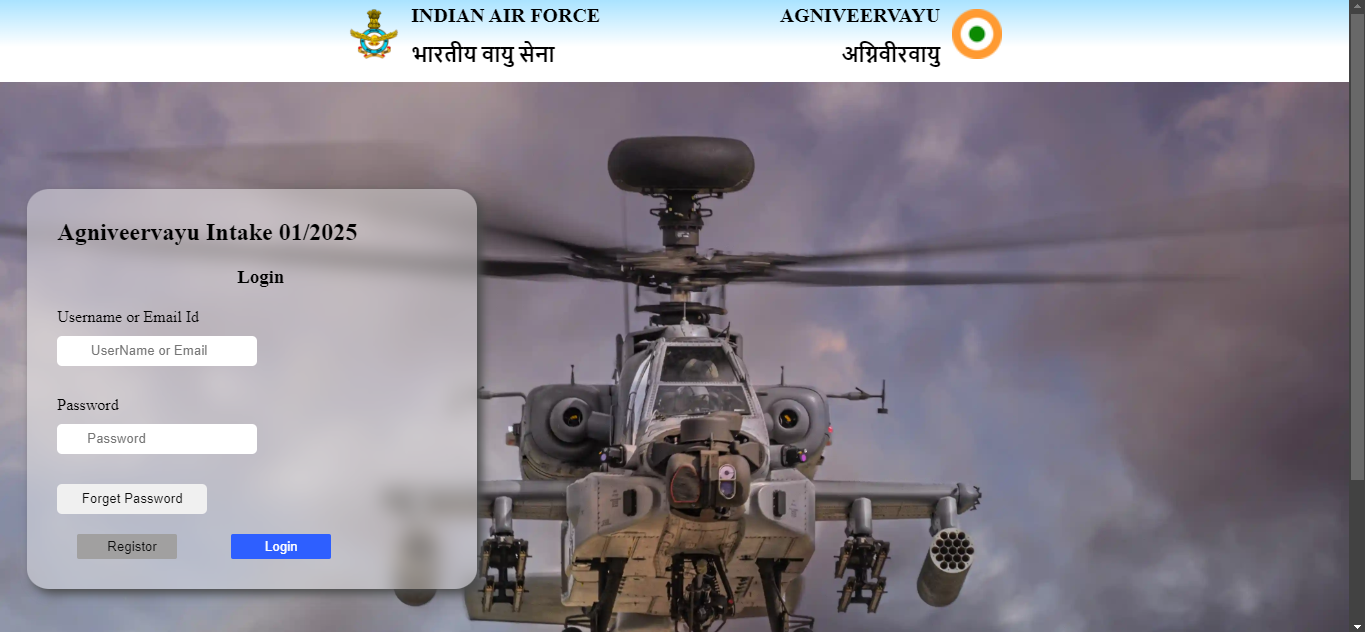 INDIAN AIR FORCE
भारतीय वायु सेना
AGNIVEERVAYU
अग्निवीरवायु
Agniveervayu Intake 01/2025
Login
Username or Email Id
UserName or Email
Password
Password
Forget Password
Registor
Login